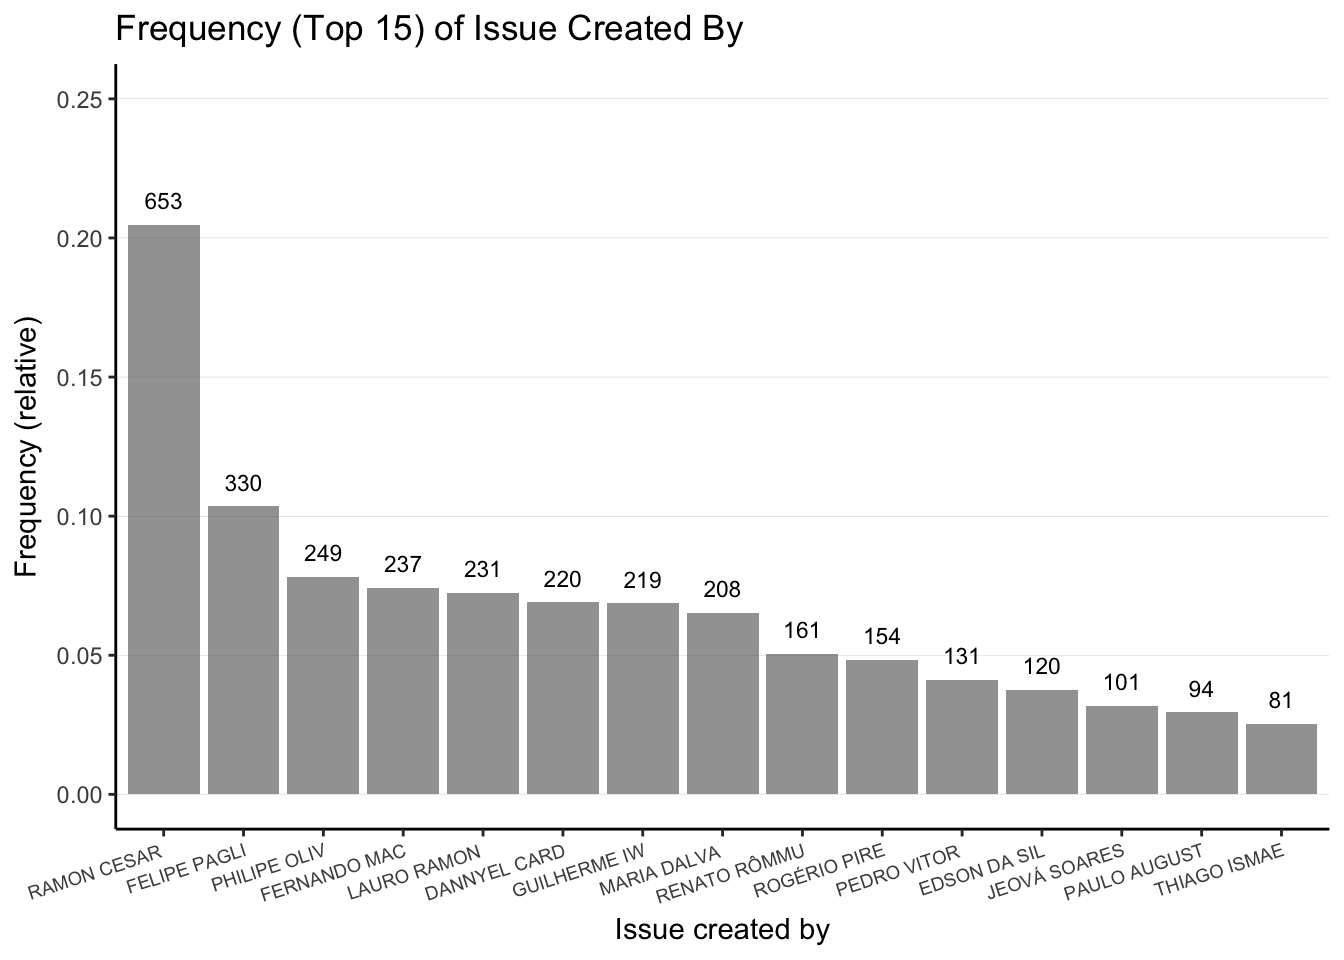 Frequency (Top 15) of Issue Created By
Frequency (relative)
0.25
0.20
0.15
0.10
0.05
0.00
653
330
249
237
231
220
219
208
161
154
131
120
101
94
81
RAMON CESAR
FELIPE PAGLI
PHILIPE OLIV
FERNANDO MAC
LAURO RAMON
DANNYEL CARD
GUILHERME IW
MARIA DALVA
RENATO RÔMMU
ROGÉRIO PIRE
PEDRO VITOR
EDSON DA SIL
JEOVÁ SOARES
PAULO AUGUST
THIAGO ISMAE
Issue created by